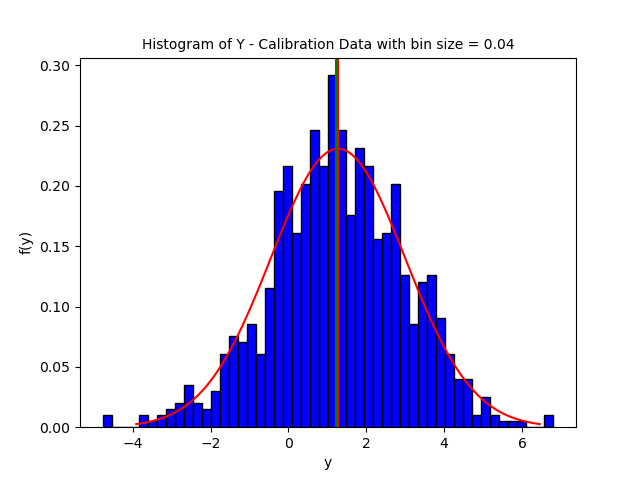 Histogram of Y - Calibration Data with bin size = 0.04
0.30
0.25
0.20
0.15
0.10
0.05
0.00
f(y)
−4 −2 0 2 4 6
y